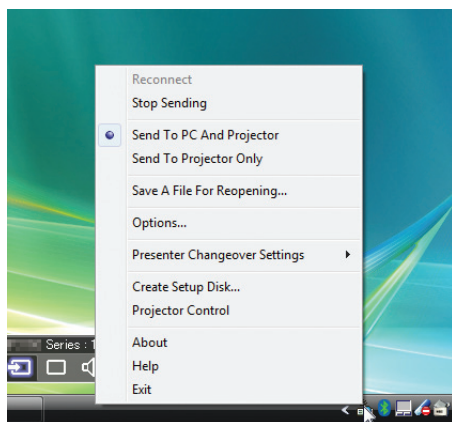 Reconnect
Stop Sending
Send To PC And Projector
Send To Projector Only
Save A File For Reopening...
Options...
Presenter Changeover Settings
Create Setup Disk...
Projector Control
About
Help
Exit
Series :